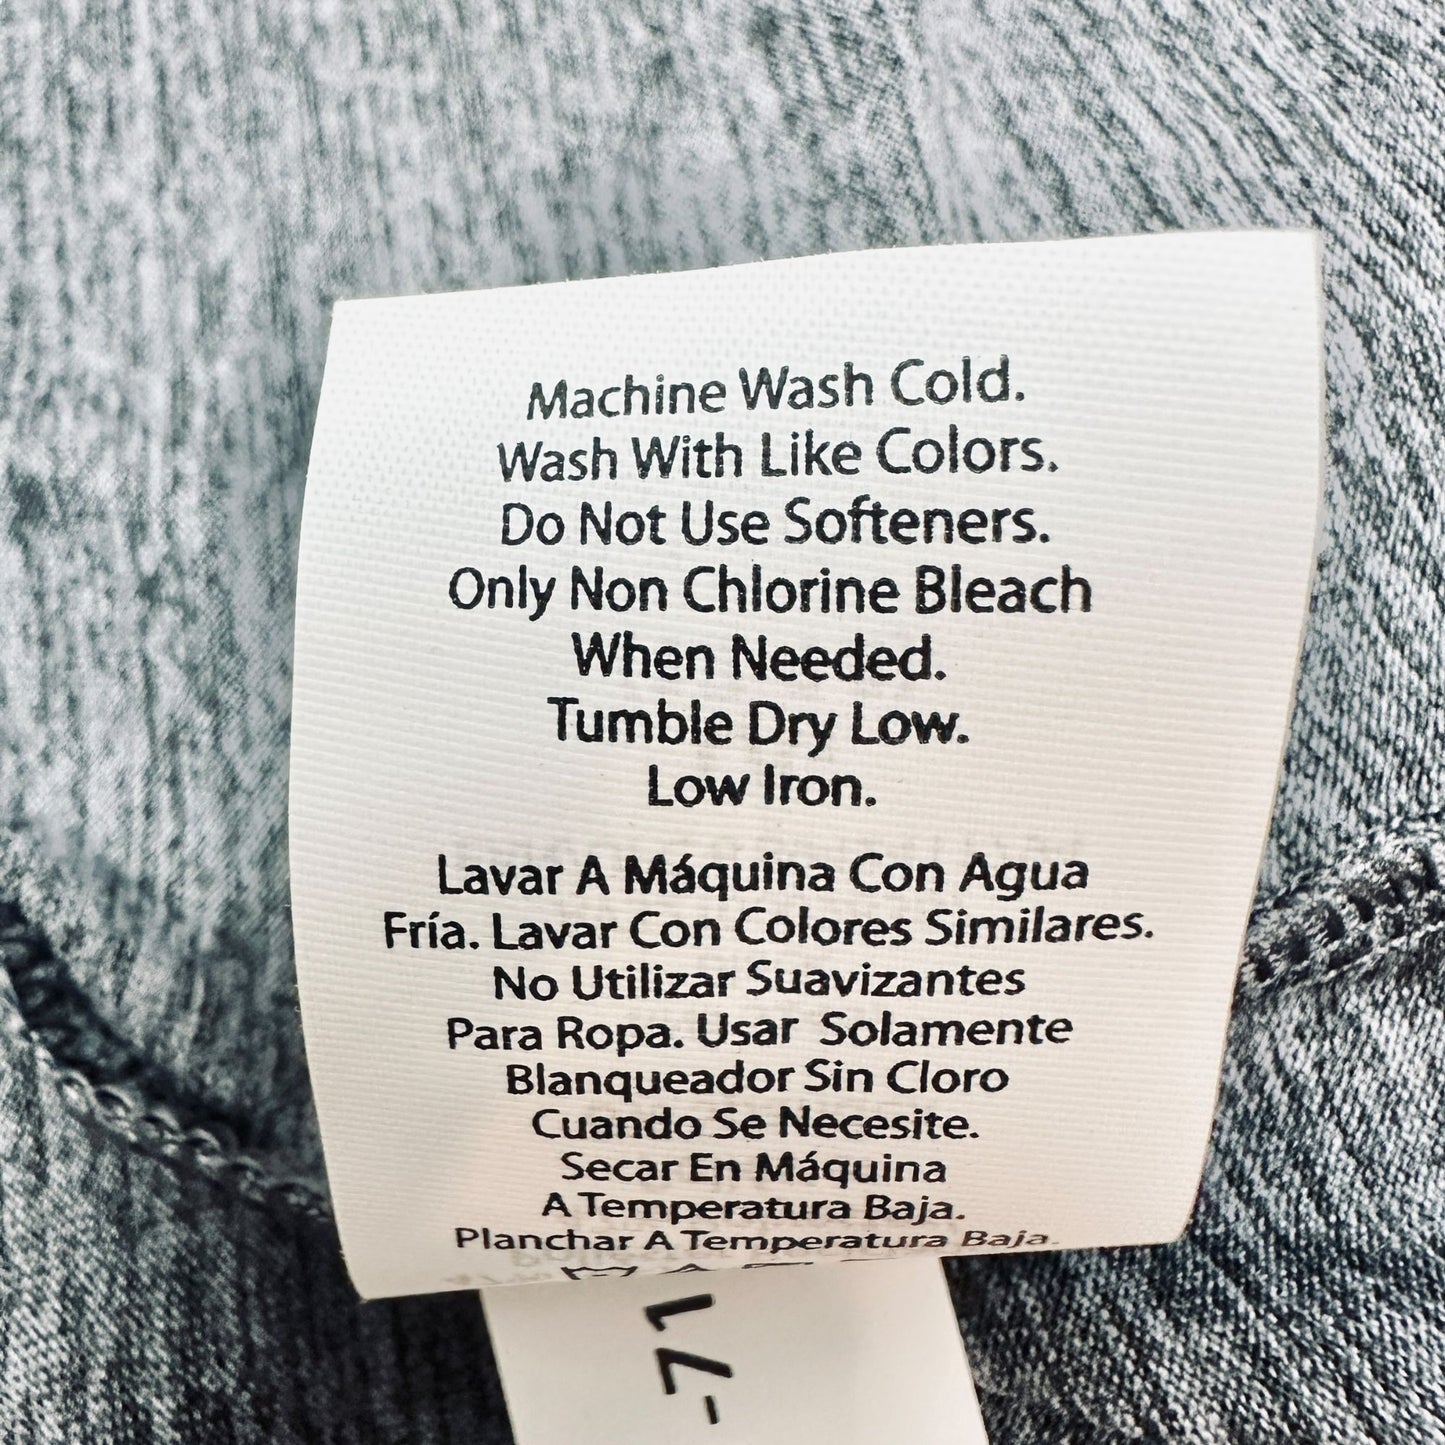 Machine Wash Cold.
Wash With Like Colors.
Do Not Use Softeners.
Only Non Chlorine Bleach
When Needed.
Tumble Dry Low.
Low Iron.
Lavar A Máquina Con Agua
Fría. Lavar Con Colores Similares.
No Utilizar Suavizantes
Para Ropa. Usar Solamente
Blanqueador Sin Cloro
Cuando Se Necesite.
Secar En Máquina
A Temperatura Baja.
Planchar A Temperatura Baja.